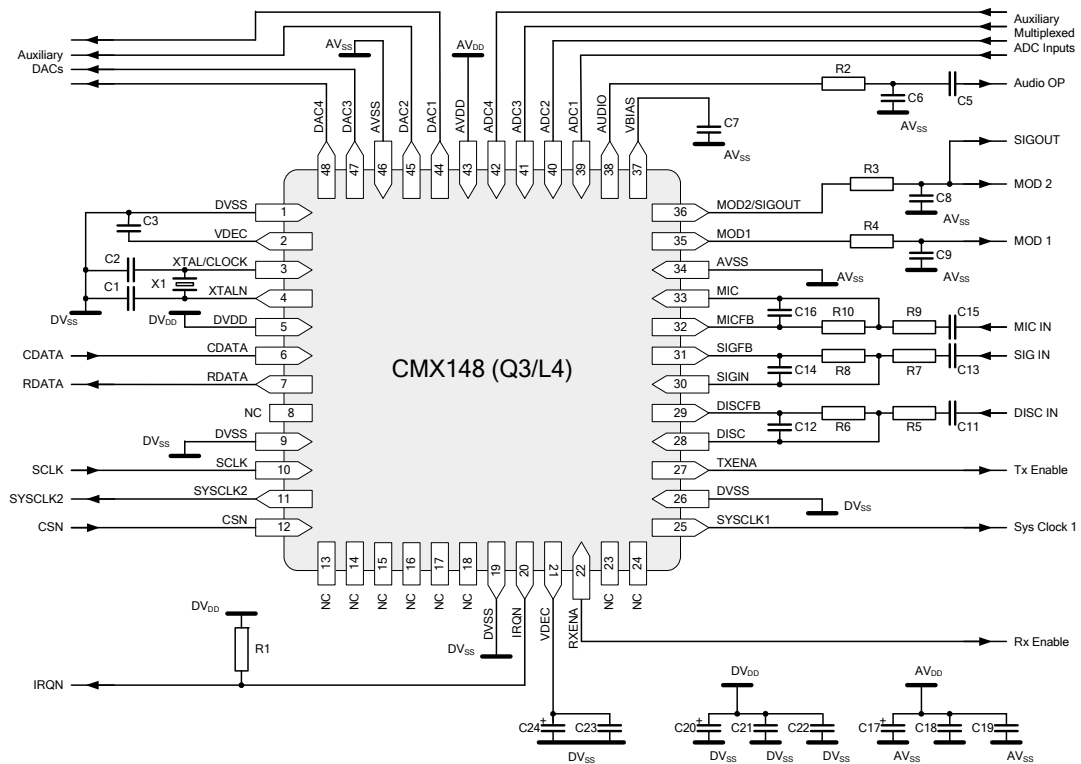 Auxiliary
DACs
AVSS
AVDD
Auxiliary
Multiplexed
ADC Inputs
R2
C6
C5
Audio OP
AVSS
C7
AVSS
DAC4
DAC3
AVSS
DAC2
DAC1
AVDD
ADC4
ADC3
ADC2
ADC1
AUDIO
VBIAS
48
47
46
45
44
43
42
41
40
39
38
37
SIGOUT
DVSS
1
36
MOD2/SIGOUT
R3
C8
MOD 2
AVSS
C3
VDEC
2
35
MOD1
R4
C9
MOD 1
AVSS
C2
XTAL/CLOCK
3
34
AVSS
AVSS
C1
X1
XTALN
4
33
MIC
DVSS
DVDD
DVDD
5
32
MICFB
C16
R10
R9
C15
MIC IN
CDATA
CDATA
6
31
SIGFB
C14
R8
R7
C13
SIG IN
CMX148 (Q3/L4)
RDATA
RDATA
7
30
SIGIN
NC
8
29
DISCFB
C12
R6
R5
C11
DISC IN
DVSS
DVSS
9
28
DISC
SCLK
SCLK
10
27
TXENA
Tx Enable
SYSCLK2
SYSCLK2
11
26
DVSS
DVSS
CSN
CSN
12
25
SYSCLK1
Sys Clock 1
13
14
15
16
17
18
19
20
21
22
23
24
NC
NC
NC
NC
NC
NC
DVSS
IRQN
VDEC
RXENA
NC
NC
DVDD
R1
DVSS
Rx Enable
IRQN
DVDD
AVDD
C24
+
C23
C20
+
C21
C22
C17
+
C18
C19
DVSS
DVSS
DVSS
DVSS
AVSS
AVSS